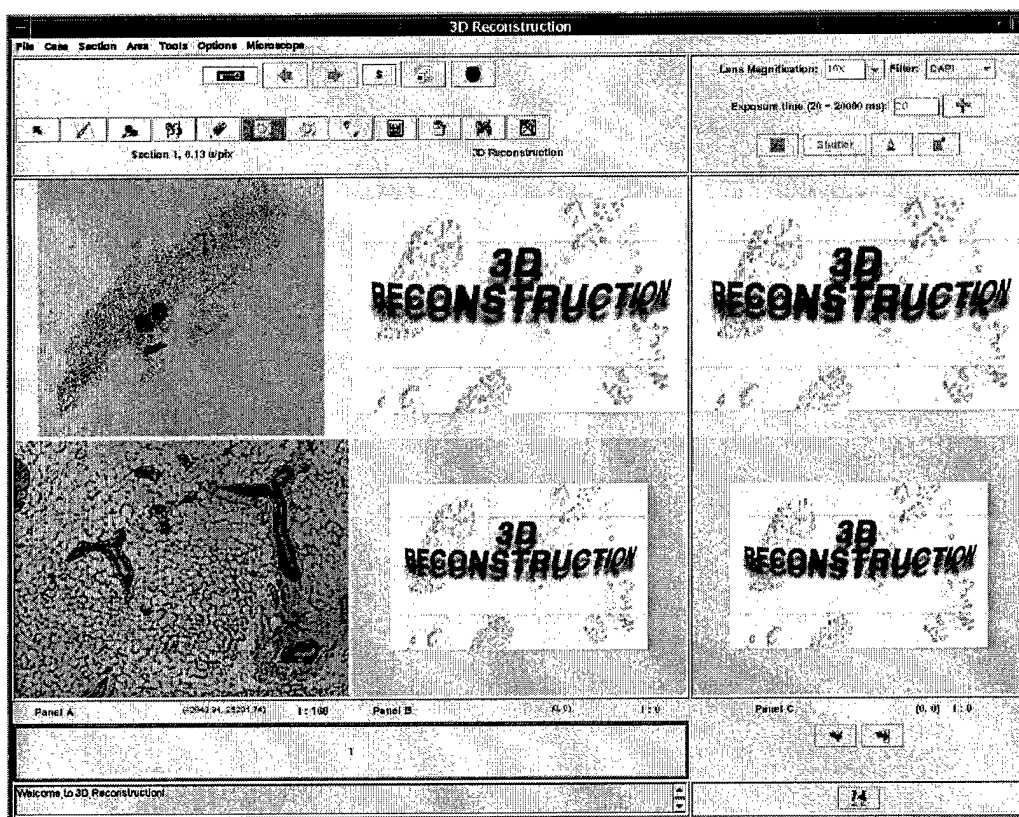 3D Reconstruction
File Case Section Area Tools Options Microscope
Lens Magnification: 10X Filter: DAPI
Exposure time (20 - 20000 ms):
S
Shutter
Section 1, 0.13 u/pix
3D Reconstruction
3D
RECONSTRUCTION
3D
RECONSTRUCTION
3D
RECONSTRUCTION
3D
RECONSTRUCTION
Panel A 1 : 100 Panel B (0, 0) 1 : 0 Panel C (0, 0) 1 : 0
1
Welcome to 3D Reconstruction!